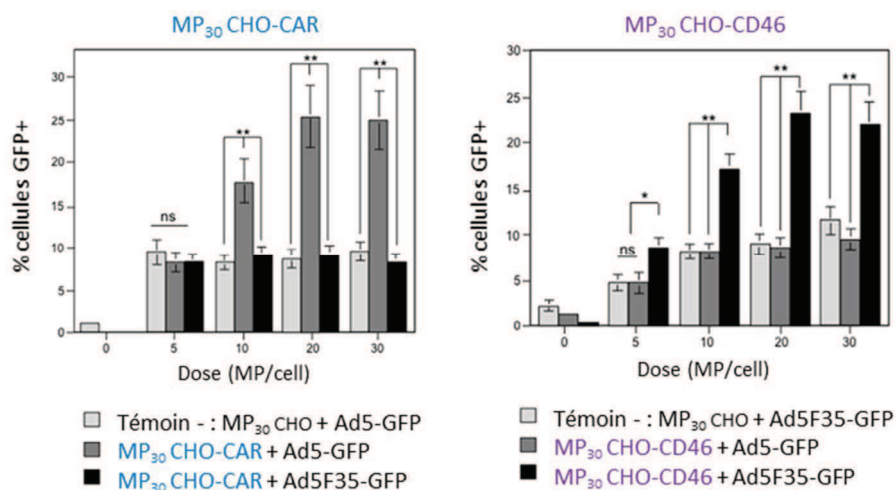 MP₃₀ CHO-CAR
% cellules GFP+
30
25
20
15
10
5
0
ns
**
**
**
0 5 10 20 30
Dose (MP/cell)
Témoin - : MP₃₀ CHO + Ad5-GFP
MP₃₀ CHO-CAR + Ad5-GFP
MP₃₀ CHO-CAR + Ad5F35-GFP
MP₃₀ CHO-CD46
% cellules GFP+
30
25
20
15
10
5
0
ns
*
**
**
**
0 5 10 20 30
Dose (MP/cell)
Témoin - : MP₃₀ CHO + Ad5F35-GFP
MP₃₀ CHO-CD46 + Ad5-GFP
MP₃₀ CHO-CD46 + Ad5F35-GFP